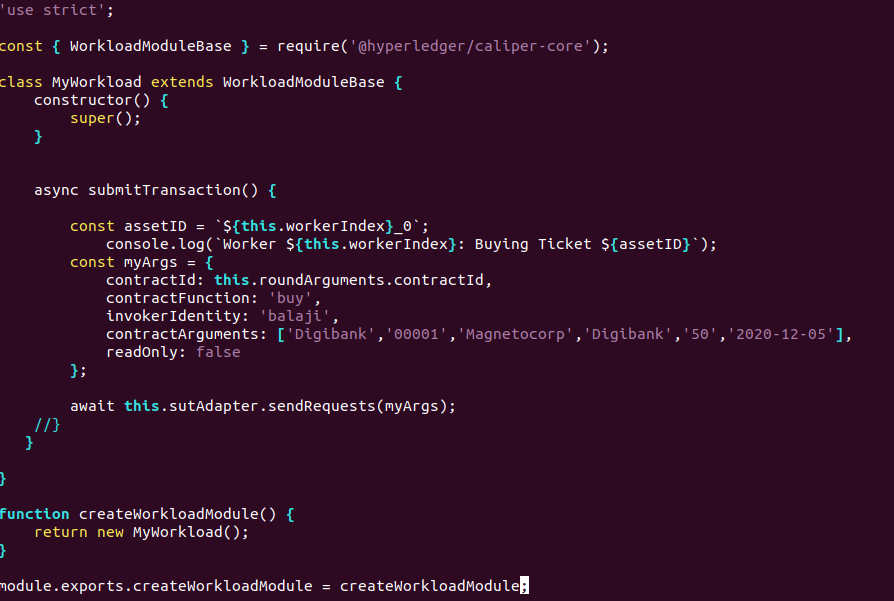 'use strict';
const { WorkloadModuleBase } = require('@hyperledger/caliper-core');
class MyWorkload extends WorkloadModuleBase {
    constructor() {
        super();
    }
    async submitTransaction() {
        const assetID = `${this.workerIndex}_0`;
            console.log(`Worker ${this.workerIndex}: Buying Ticket ${assetID}`);
        const myArgs = {
            contractId: this.roundArguments.contractId,
            contractFunction: 'buy',
            invokerIdentity: 'balaji',
            contractArguments: ['Digibank','00001','Magnetocorp','Digibank','50','2020-12-05'],
            readOnly: false
        };
        await this.sutAdapter.sendRequests(myArgs);
    //}
   }
}
function createWorkloadModule() {
    return new MyWorkload();
}
module.exports.createWorkloadModule = createWorkloadModule;